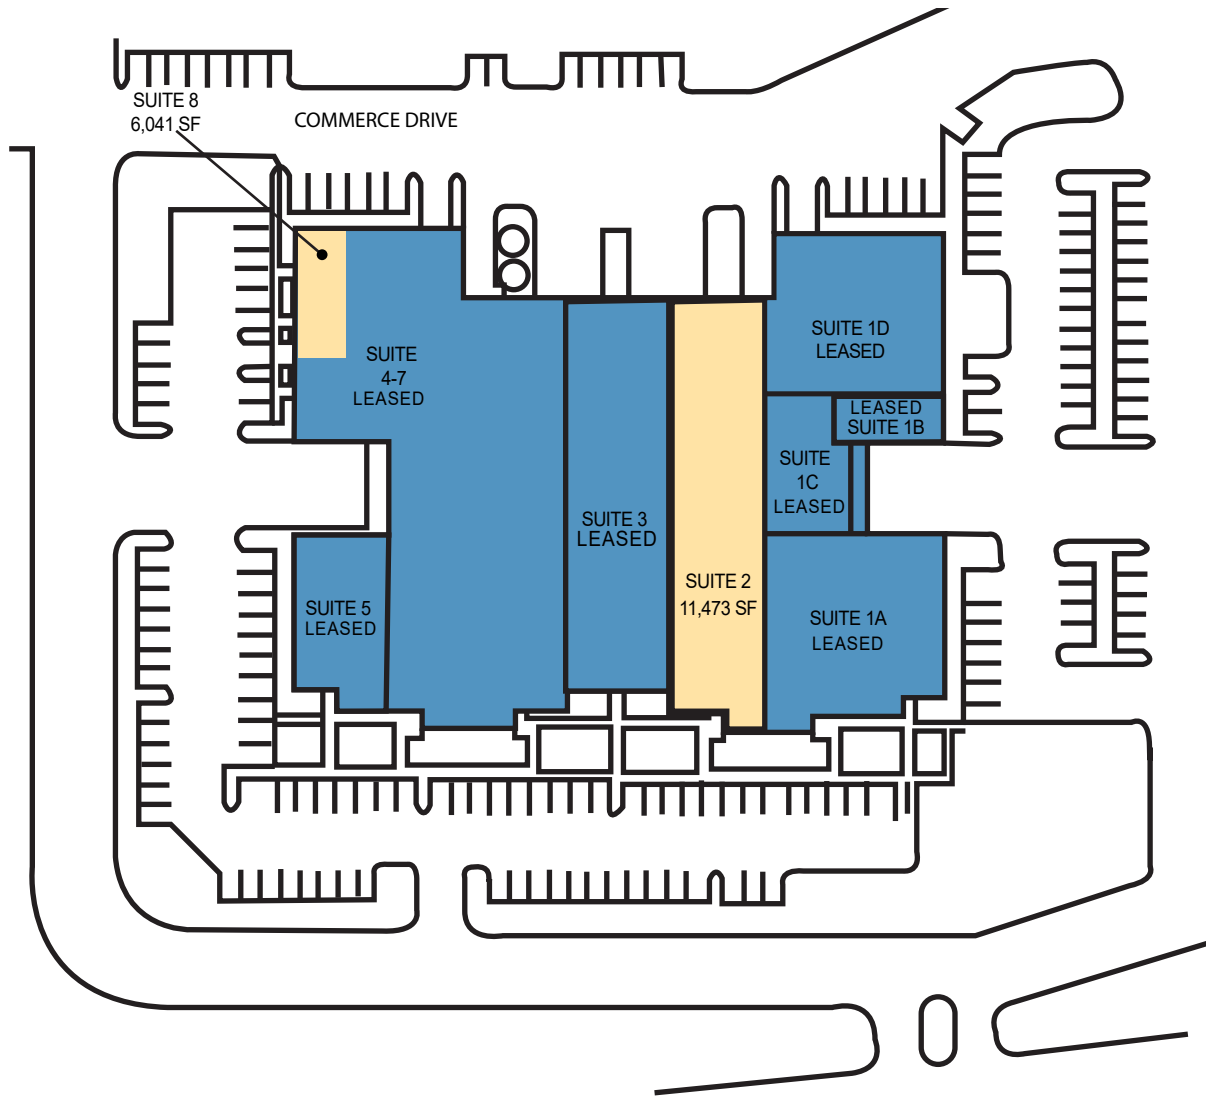 SUITE 8
6,041 SF
COMMERCE DRIVE
SUITE
4-7
LEASED
SUITE 1D
LEASED
LEASED
SUITE 1B
SUITE
1C
LEASED
SUITE 3
LEASED
SUITE 2
11,473 SF
SUITE 5
LEASED
SUITE 1A
LEASED